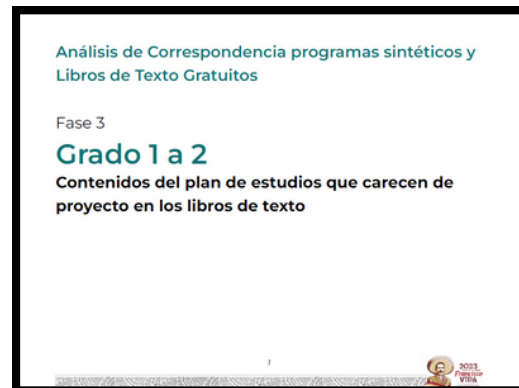 Análisis de Correspondencia programas sintéticos y
Libros de Texto Gratuitos
Fase 3
Grado 1 a 2
Contenidos del plan de estudios que carecen de
proyecto en los libros de texto
2023
Francisco
VILLA